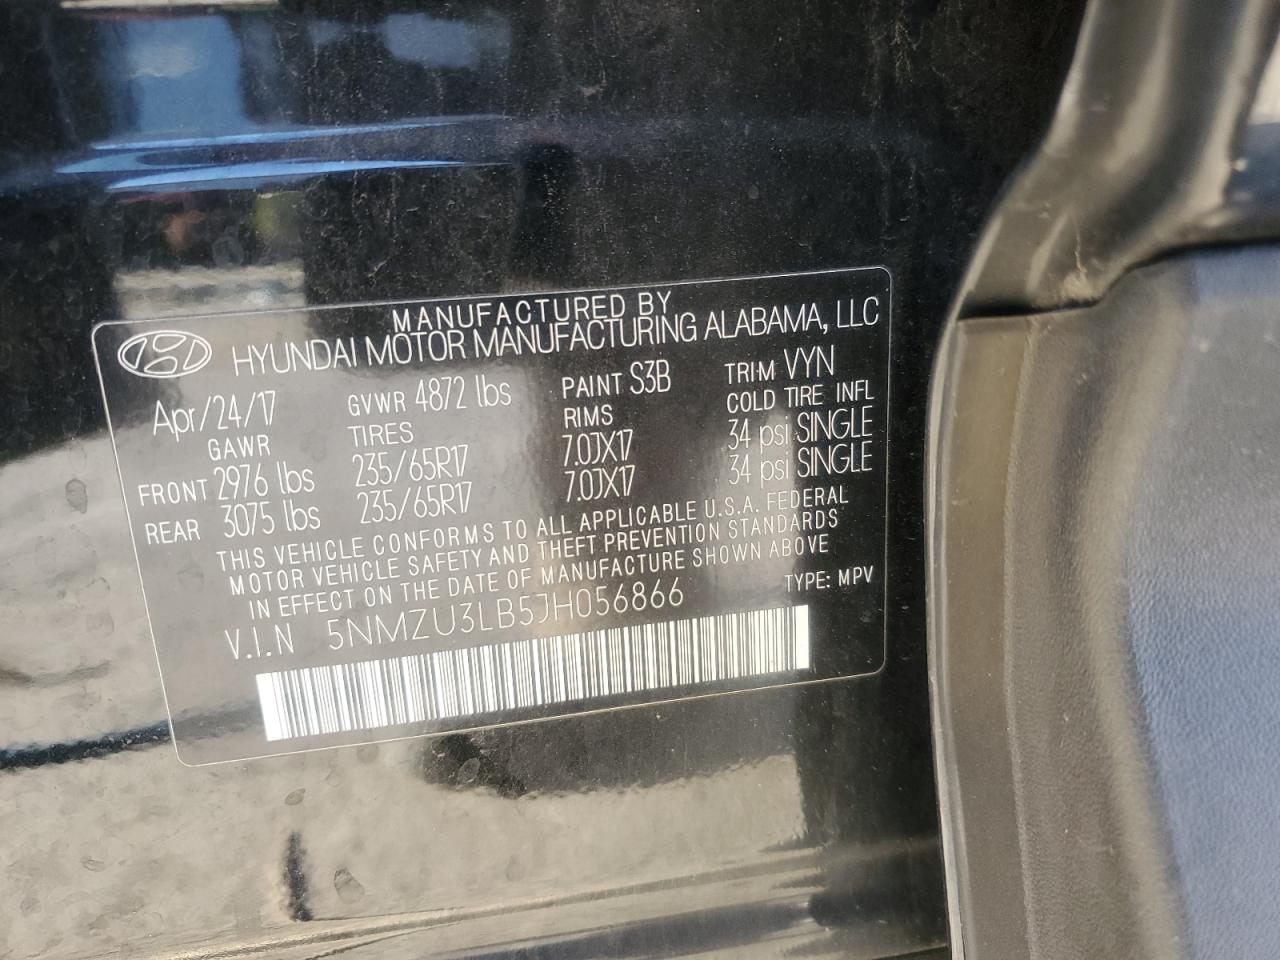 MANUFACTURED BY
HYUNDAI MOTOR MANUFACTURING ALABAMA, LLC
Apr/24/17 GVWR 4872 lbs PAINT S3B TRIM VYN
GAWR TIRES RIMS COLD TIRE INFL
FRONT 2976 lbs 235/65R17 7.0JX17 34 psi SINGLE
REAR 3075 lbs 235/65R17 7.0JX17 34 psi SINGLE
THIS VEHICLE CONFORMS TO ALL APPLICABLE U.S.A. FEDERAL
MOTOR VEHICLE SAFETY AND THEFT PREVENTION STANDARDS
IN EFFECT ON THE DATE OF MANUFACTURE SHOWN ABOVE
V.I.N 5NMZU3LB5JH056866 TYPE: MPV